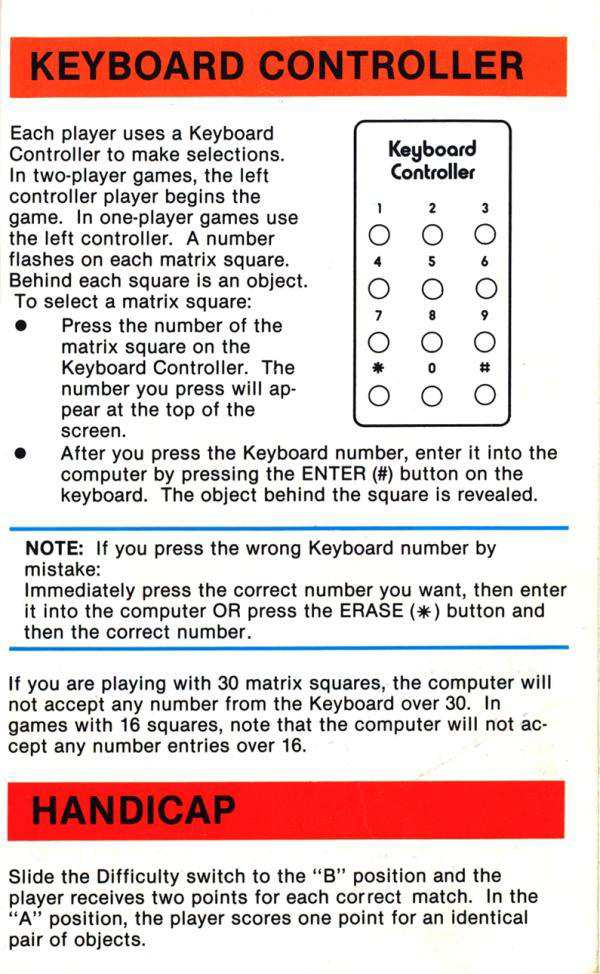 KEYBOARD CONTROLLER
Each player uses a Keyboard
Controller to make selections.
In two-player games, the left
controller player begins the
game. In one-player games use
the left controller. A number
flashes on each matrix square.
Behind each square is an object.
To select a matrix square:
● Press the number of the
matrix square on the
Keyboard Controller. The
number you press will ap-
pear at the top of the
screen.
Keyboard
Controller
1 2 3
4 5 6
7 8 9
* 0 #
● After you press the Keyboard number, enter it into the
computer by pressing the ENTER (#) button on the
keyboard. The object behind the square is revealed.
NOTE: If you press the wrong Keyboard number by
mistake:
Immediately press the correct number you want, then enter
it into the computer OR press the ERASE (*) button and
then the correct number.
If you are playing with 30 matrix squares, the computer will
not accept any number from the Keyboard over 30. In
games with 16 squares, note that the computer will not ac-
cept any number entries over 16.
HANDICAP
Slide the Difficulty switch to the "B" position and the
player receives two points for each correct match. In the
"A" position, the player scores one point for an identical
pair of objects.